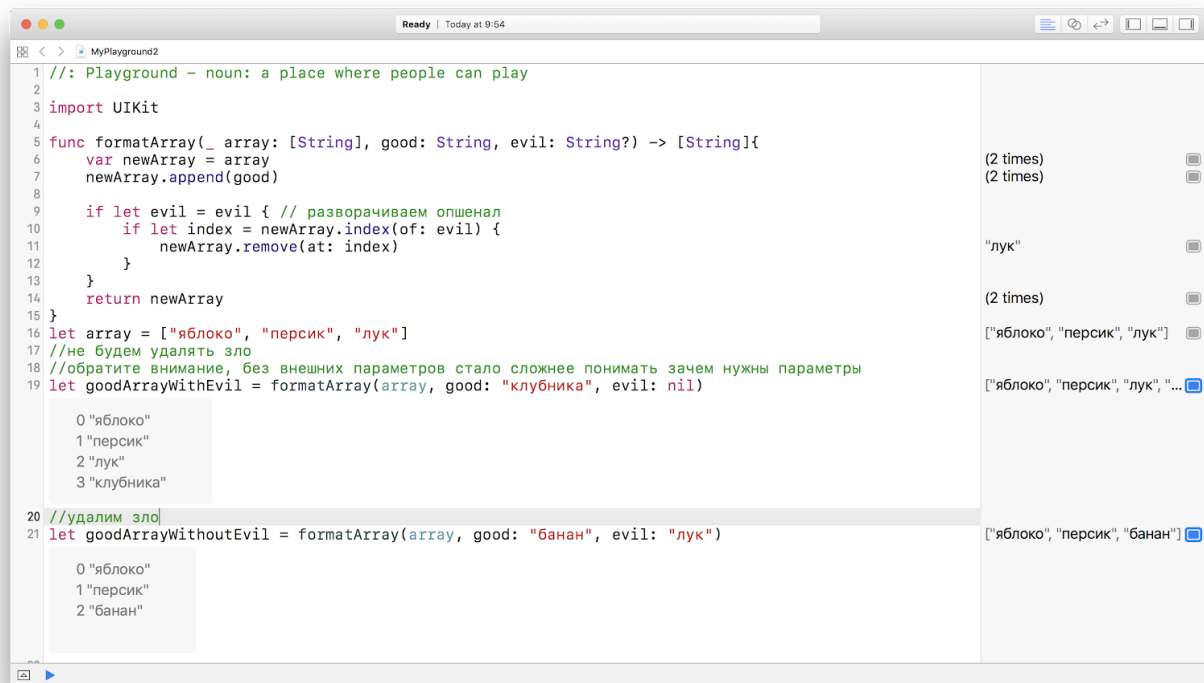 Ready | Today at 9:54
MyPlayground2
1 //: Playground – noun: a place where people can play
2
3 import UIKit
4
5 func formatArray(_ array: [String], good: String, evil: String?) -> [String]{
6 var newArray = array
(2 times)
7 newArray.append(good)
(2 times)
8
9 if let evil = evil { // разворачиваем опшенал
10 if let index = newArray.index(of: evil) {
11 newArray.remove(at: index)
"лук"
12 }
13 }
14 return newArray
(2 times)
15 }
16 let array = ["яблоко", "персик", "лук"]
["яблоко", "персик", "лук"]
17 //не будем удалять зло
18 //обратите внимание, без внешних параметров стало сложнее понимать зачем нужны параметры
19 let goodArrayWithEvil = formatArray(array, good: "клубника", evil: nil)
["яблоко", "персик", "лук", "...
0 "яблоко"
1 "персик"
2 "лук"
3 "клубника"
20 //удалим зло
21 let goodArrayWithoutEvil = formatArray(array, good: "банан", evil: "лук")
["яблоко", "персик", "банан"]
0 "яблоко"
1 "персик"
2 "банан"